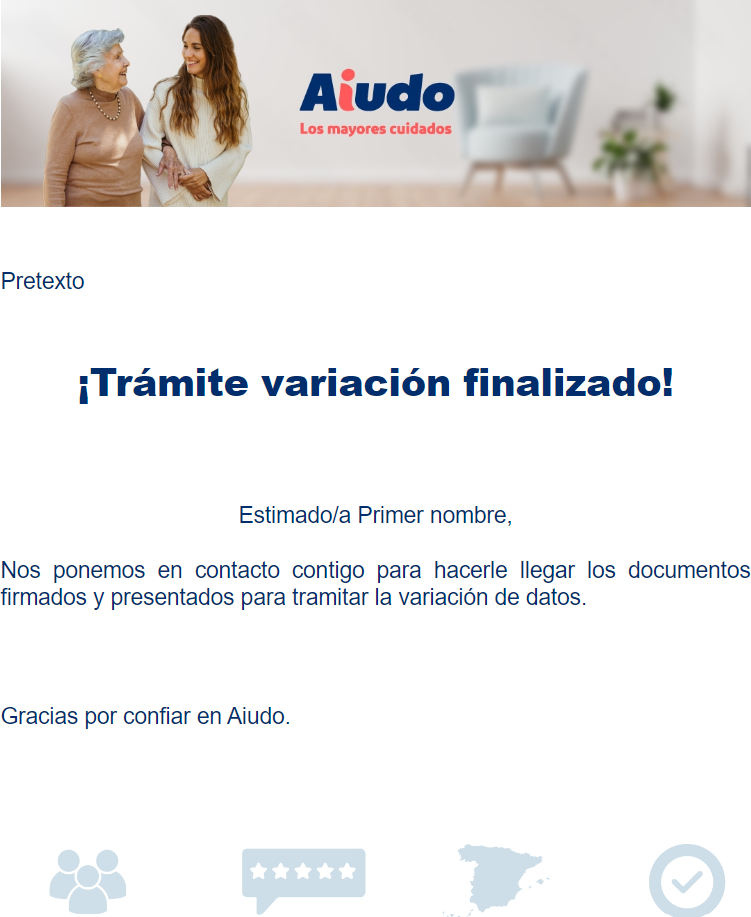 Aiudo
Los mayores cuidados
Pretexto
¡Trámite variación finalizado!
Estimado/a Primer nombre,
Nos ponemos en contacto contigo para hacerle llegar los documentos
firmados y presentados para tramitar la variación de datos.
Gracias por confiar en Aiudo.